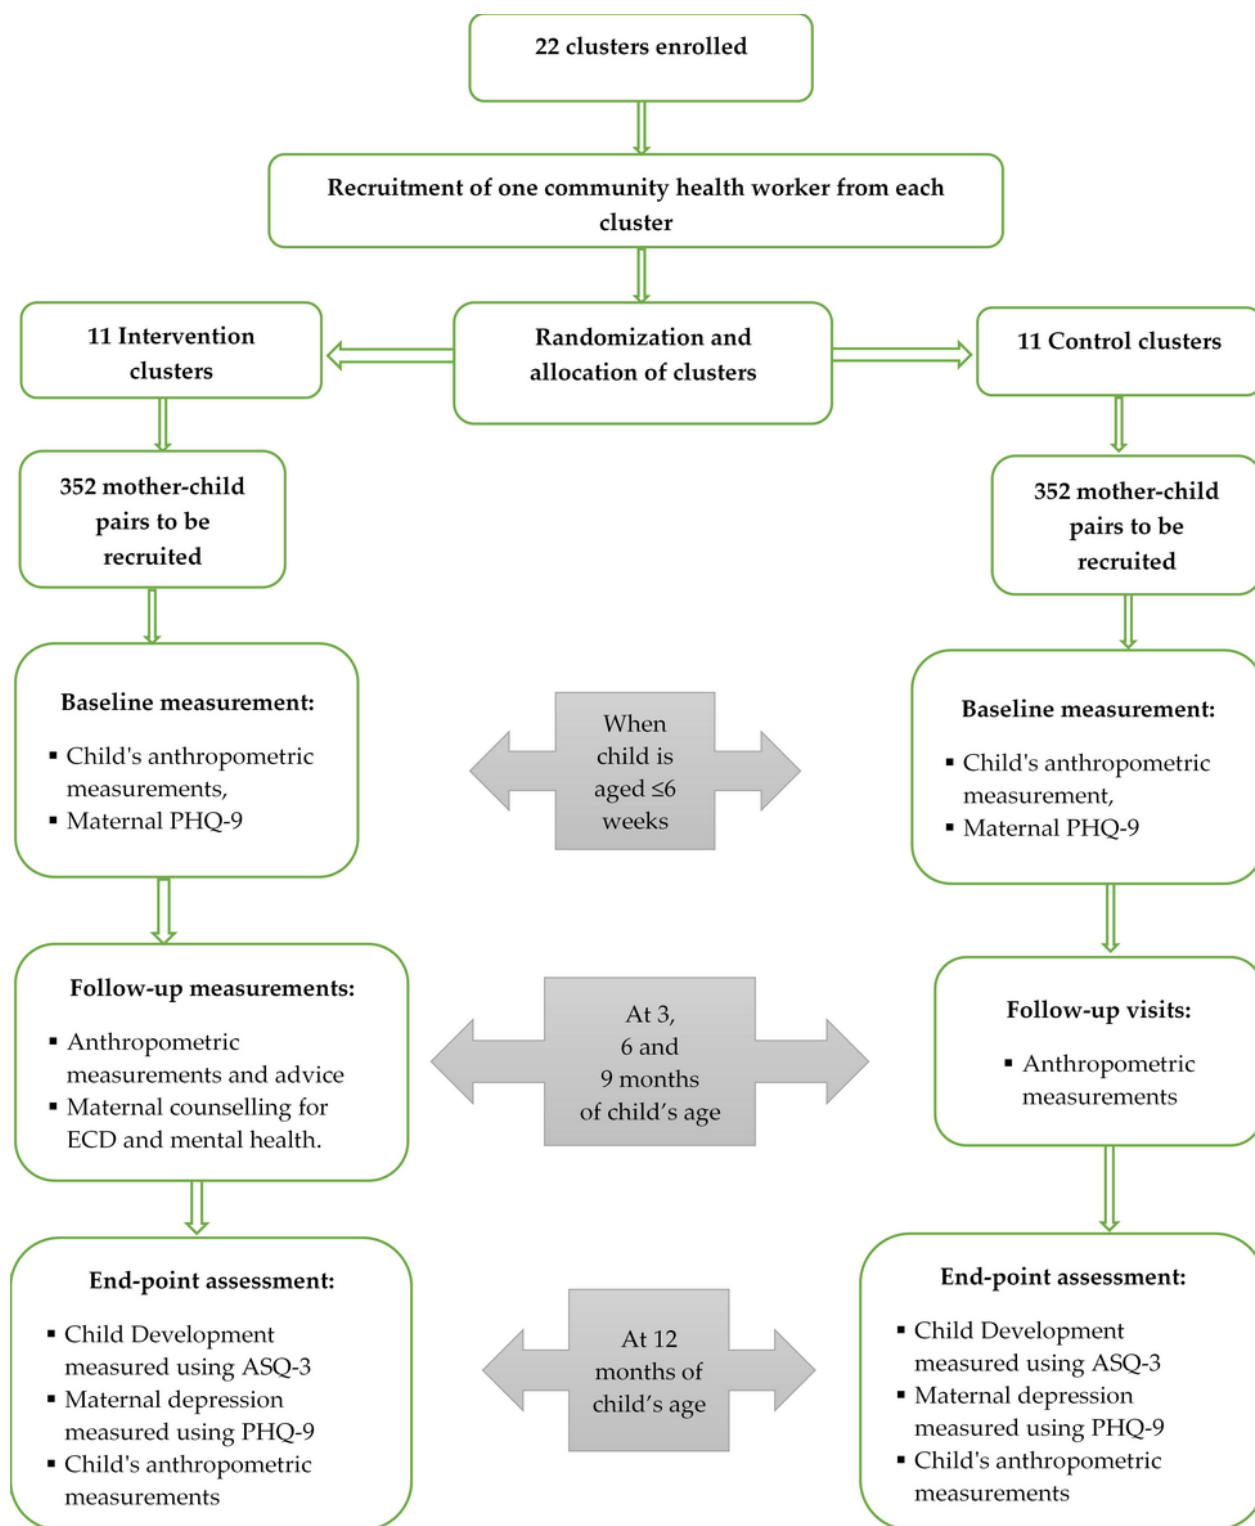 22 clusters enrolled
Recruitment of one community health worker from each
cluster
11 Intervention
clusters
Randomization and
allocation of clusters
11 Control clusters
352 mother-child
pairs to be
recruited
352 mother-child
pairs to be
recruited
Baseline measurement:
▪ Child's anthropometric
measurements,
▪ Maternal PHQ-9
When
child is
aged ≤6
weeks
Baseline measurement:
▪ Child's anthropometric
measurement,
▪ Maternal PHQ-9
Follow-up measurements:
▪ Anthropometric
measurements and advice
▪ Maternal counselling for
ECD and mental health.
At 3,
6 and
9 months
of child’s age
Follow-up visits:
▪ Anthropometric
measurements
End-point assessment:
▪ Child Development
measured using ASQ-3
▪ Maternal depression
measured using PHQ-9
▪ Child's anthropometric
measurements
At 12
months of
child’s age
End-point assessment:
▪ Child Development
measured using ASQ-3
▪ Maternal depression
measured using PHQ-9
▪ Child's anthropometric
measurements